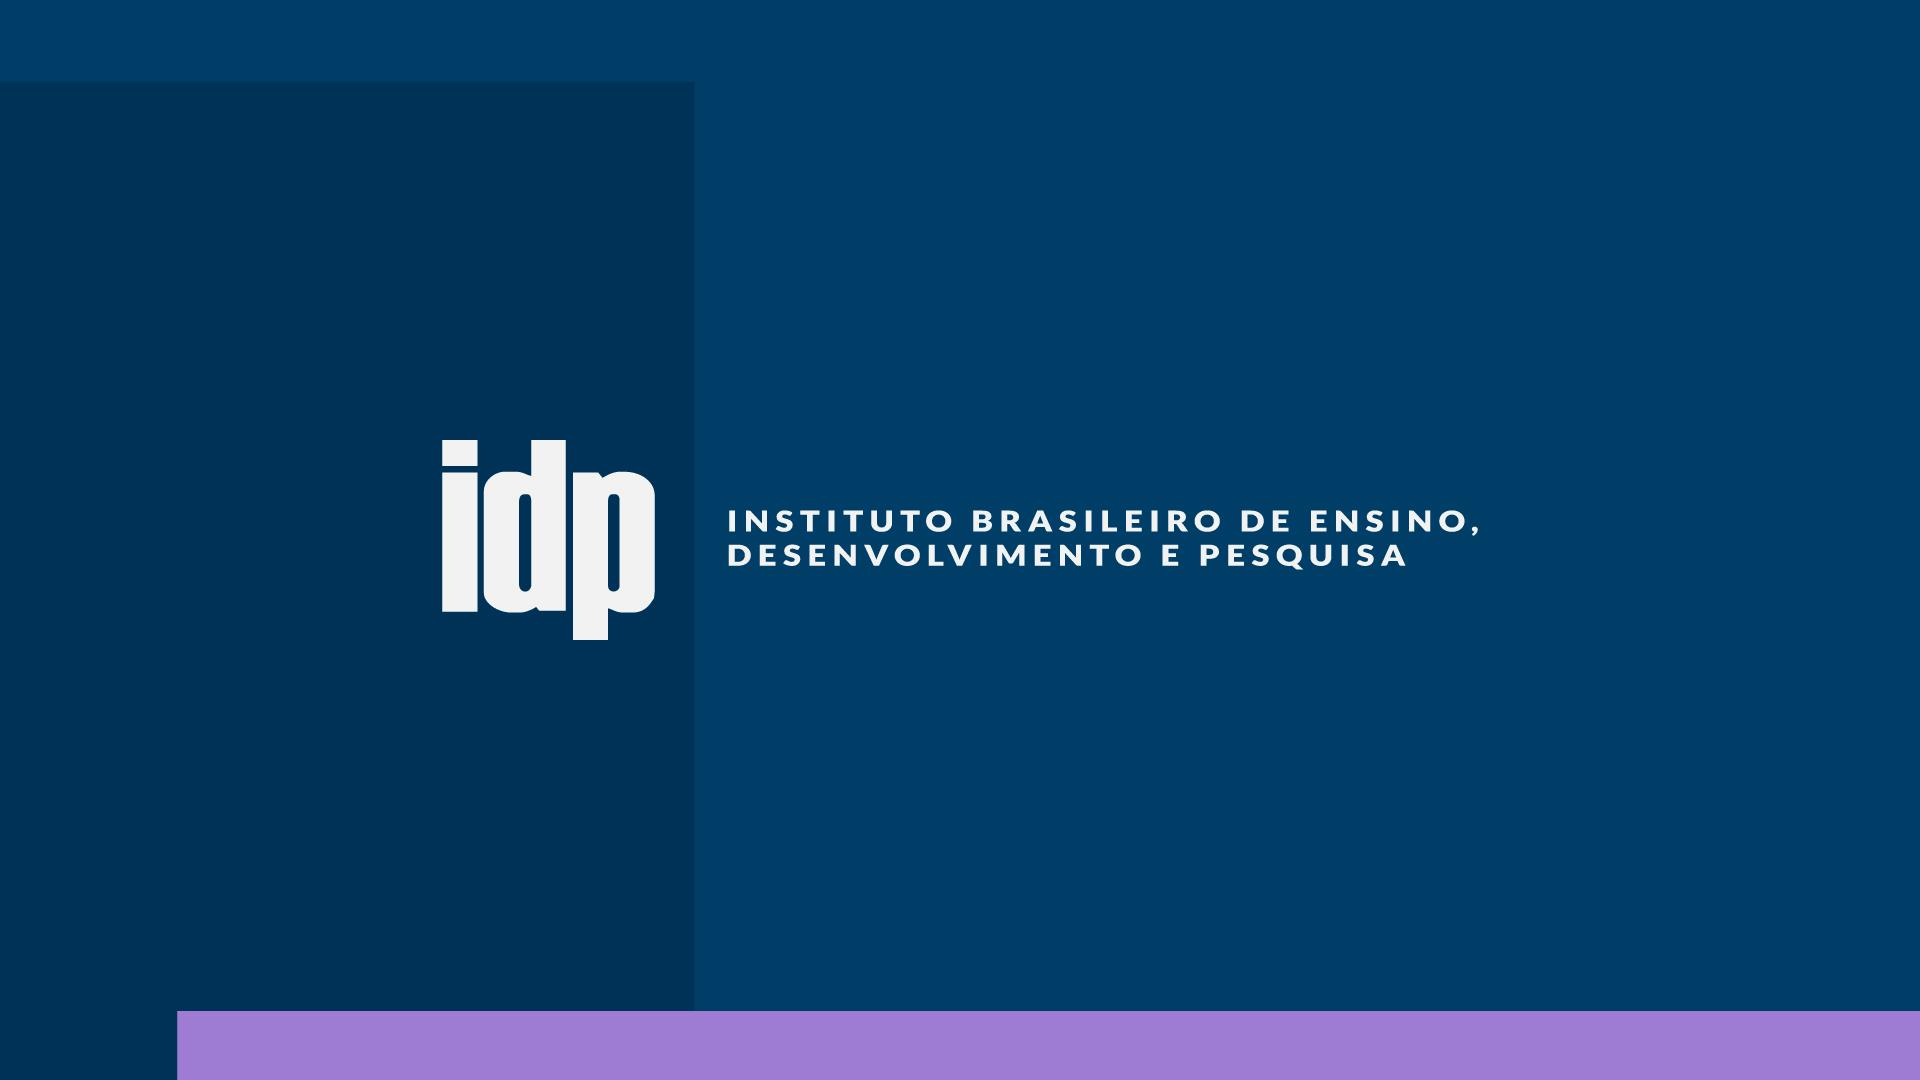 idp
INSTITUTO BRASILEIRO DE ENSINO,
DESENVOLVIMENTO E PESQUISA